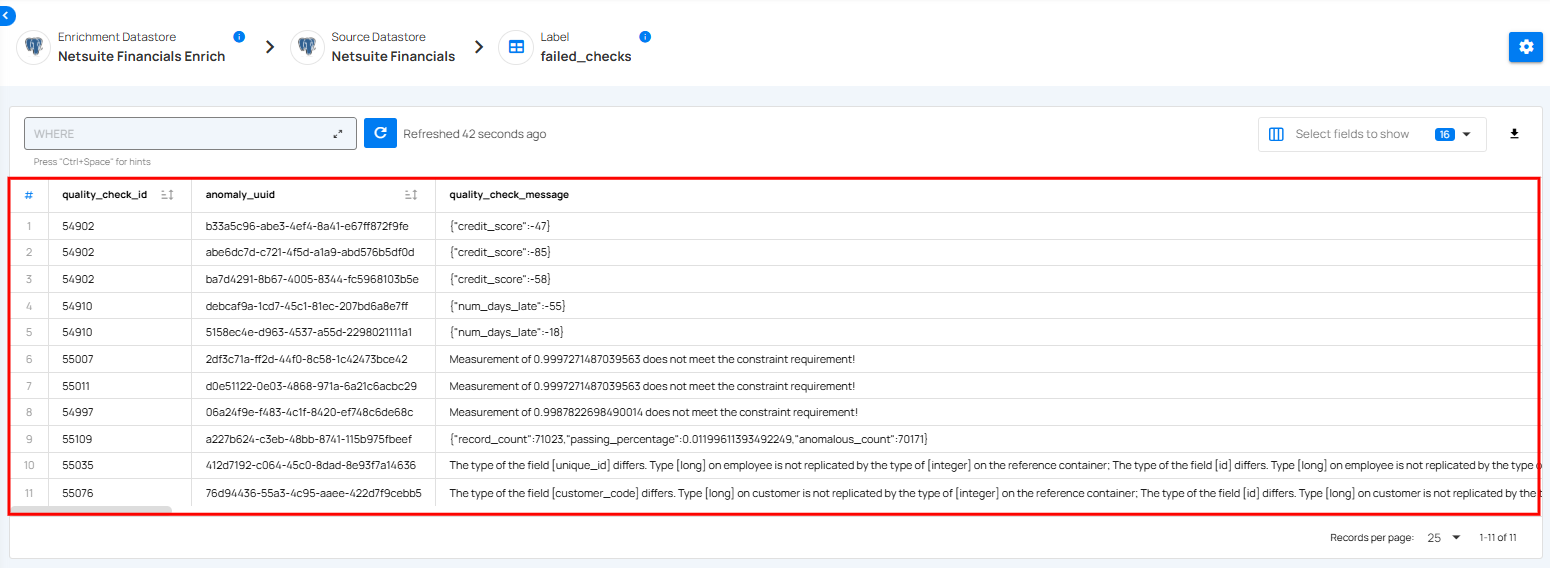 Enrichment Datastore
Netsuite Financials Enrich
Source Datastore
Netsuite Financials
Label
failed_checks
WHERE
Refreshed 42 seconds ago
Select fields to show 16
Press "Ctrl+Space" for hints
# quality_check_id anomaly_uuid quality_check_message
1 54902 b33a5c96-abe3-4ef4-8a41-e67ff872f9fe {"credit_score":-47}
2 54902 abe6dc7d-c721-4f5d-a1a9-abd576b5df0d {"credit_score":-85}
3 54902 ba7d4291-8b67-4005-8344-fc5968103b5e {"credit_score":-58}
4 54910 debcaf9a-1cd7-45c1-81ec-207bd6a8e7ff {"num_days_late":-55}
5 54910 5158ec4e-d963-4537-a55d-2298021111a1 {"num_days_late":-18}
6 55007 2df3c71a-ff2d-44f0-8c58-1c42473bce42 Measurement of 0.9997271487039563 does not meet the constraint requirement!
7 55011 d0e51122-0e03-4868-971a-6a21c6acbc29 Measurement of 0.9997271487039563 does not meet the constraint requirement!
8 54997 06a24f9e-f483-4c1f-8420-ef748c6de68c Measurement of 0.9987822698490014 does not meet the constraint requirement!
9 55109 a227b624-c3eb-48bb-8741-115b975fbeef {"record_count":71023,"passing_percentage":0.01199611393492249,"anomalous_count":70171}
10 55035 412d7192-c064-45c0-8dad-8e93f7a14636 The type of the field [unique_id] differs. Type [long] on employee is not replicated by the type of [integer] on the reference container; The type of the field [id] differs. Type [long] on employee is not replicated by the type
11 55076 76d94436-55a3-4c95-aaee-422d7f9cebb5 The type of the field [customer_code] differs. Type [long] on customer is not replicated by the type of [integer] on the reference container; The type of the field [id] differs. Type [long] on customer is not replicated by the
Records per page: 25 1-11 of 11